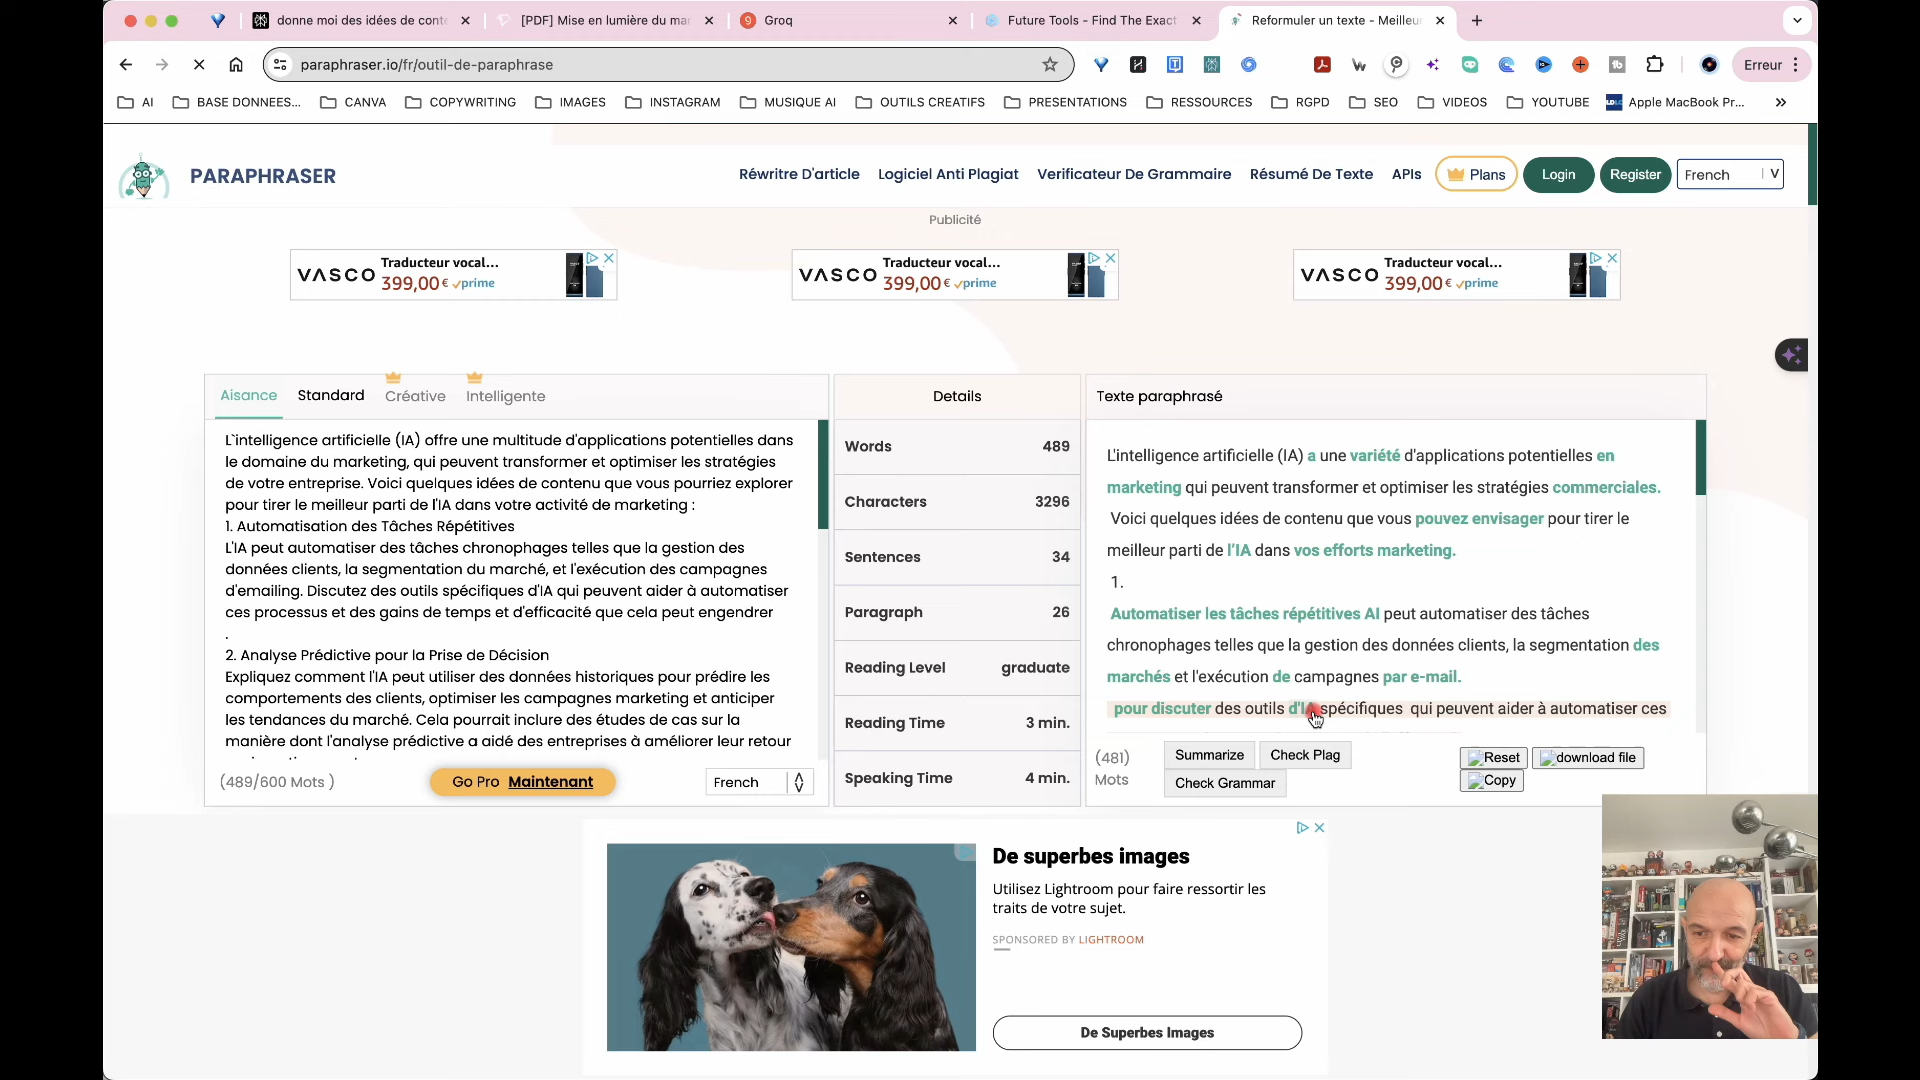 donne moi des idées de conte
[PDF] Mise en lumière du mar
Groq
Future Tools - Find The Exact
Reformuler un texte - Meilleu
paraphraser.io/fr/outil-de-paraphrase
Erreur
AI
BASE DONNEES...
CANVA
COPYWRITING
IMAGES
INSTAGRAM
MUSIQUE AI
OUTILS CREATIFS
PRESENTATIONS
RESSOURCES
RGPD
SEO
VIDEOS
YOUTUBE
Apple MacBook Pr...
PARAPHRASER
Réwritre D'article
Logiciel Anti Plagiat
Verificateur De Grammaire
Résumé De Texte
APIs
Plans
Login
Register
French
Publicité
VASCO
Traducteur vocal...
399,00 € prime
VASCO
Traducteur vocal...
399,00 € prime
VASCO
Traducteur vocal...
399,00 € prime
Aisance
Standard
Créative
Intelligente
L`intelligence artificielle (IA) offre une multitude d'applications potentielles dans
le domaine du marketing, qui peuvent transformer et optimiser les stratégies
de votre entreprise. Voici quelques idées de contenu que vous pourriez explorer
pour tirer le meilleur parti de l'IA dans votre activité de marketing :
1. Automatisation des Tâches Répétitives
L'IA peut automatiser des tâches chronophages telles que la gestion des
données clients, la segmentation du marché, et l'exécution des campagnes
d'emailing. Discutez des outils spécifiques d'IA qui peuvent aider à automatiser
ces processus et des gains de temps et d'efficacité que cela peut engendrer
.
2. Analyse Prédictive pour la Prise de Décision
Expliquez comment l'IA peut utiliser des données historiques pour prédire les
comportements des clients, optimiser les campagnes marketing et anticiper
les tendances du marché. Cela pourrait inclure des études de cas sur la
manière dont l'analyse prédictive a aidé des entreprises à améliorer leur retour
(489/600 Mots )
Go Pro Maintenant
French
Details
Words 489
Characters 3296
Sentences 34
Paragraph 26
Reading Level graduate
Reading Time 3 min.
Speaking Time 4 min.
Texte paraphrasé
L'intelligence artificielle (IA) a une variété d'applications potentielles en
marketing qui peuvent transformer et optimiser les stratégies commerciales.
Voici quelques idées de contenu que vous pouvez envisager pour tirer le
meilleur parti de l'IA dans vos efforts marketing.
1.
Automatiser les tâches répétitives AI peut automatiser des tâches
chronophages telles que la gestion des données clients, la segmentation des
marchés et l'exécution de campagnes par e-mail.
pour discuter des outils d'IA spécifiques qui peuvent aider à automatiser ces
(481)
Mots
Summarize
Check Plag
Check Grammar
Reset
download file
Copy
De superbes images
Utilisez Lightroom pour faire ressortir les
traits de votre sujet.
SPONSORED BY LIGHTROOM
De Superbes Images